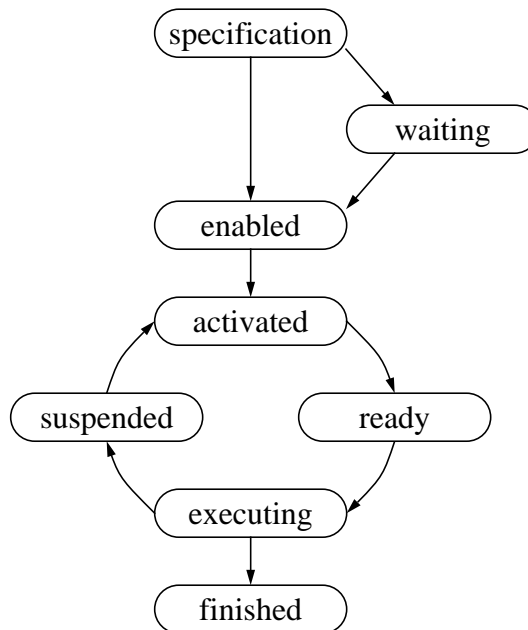 specification
waiting
enabled
activated
suspended
ready
executing
finished